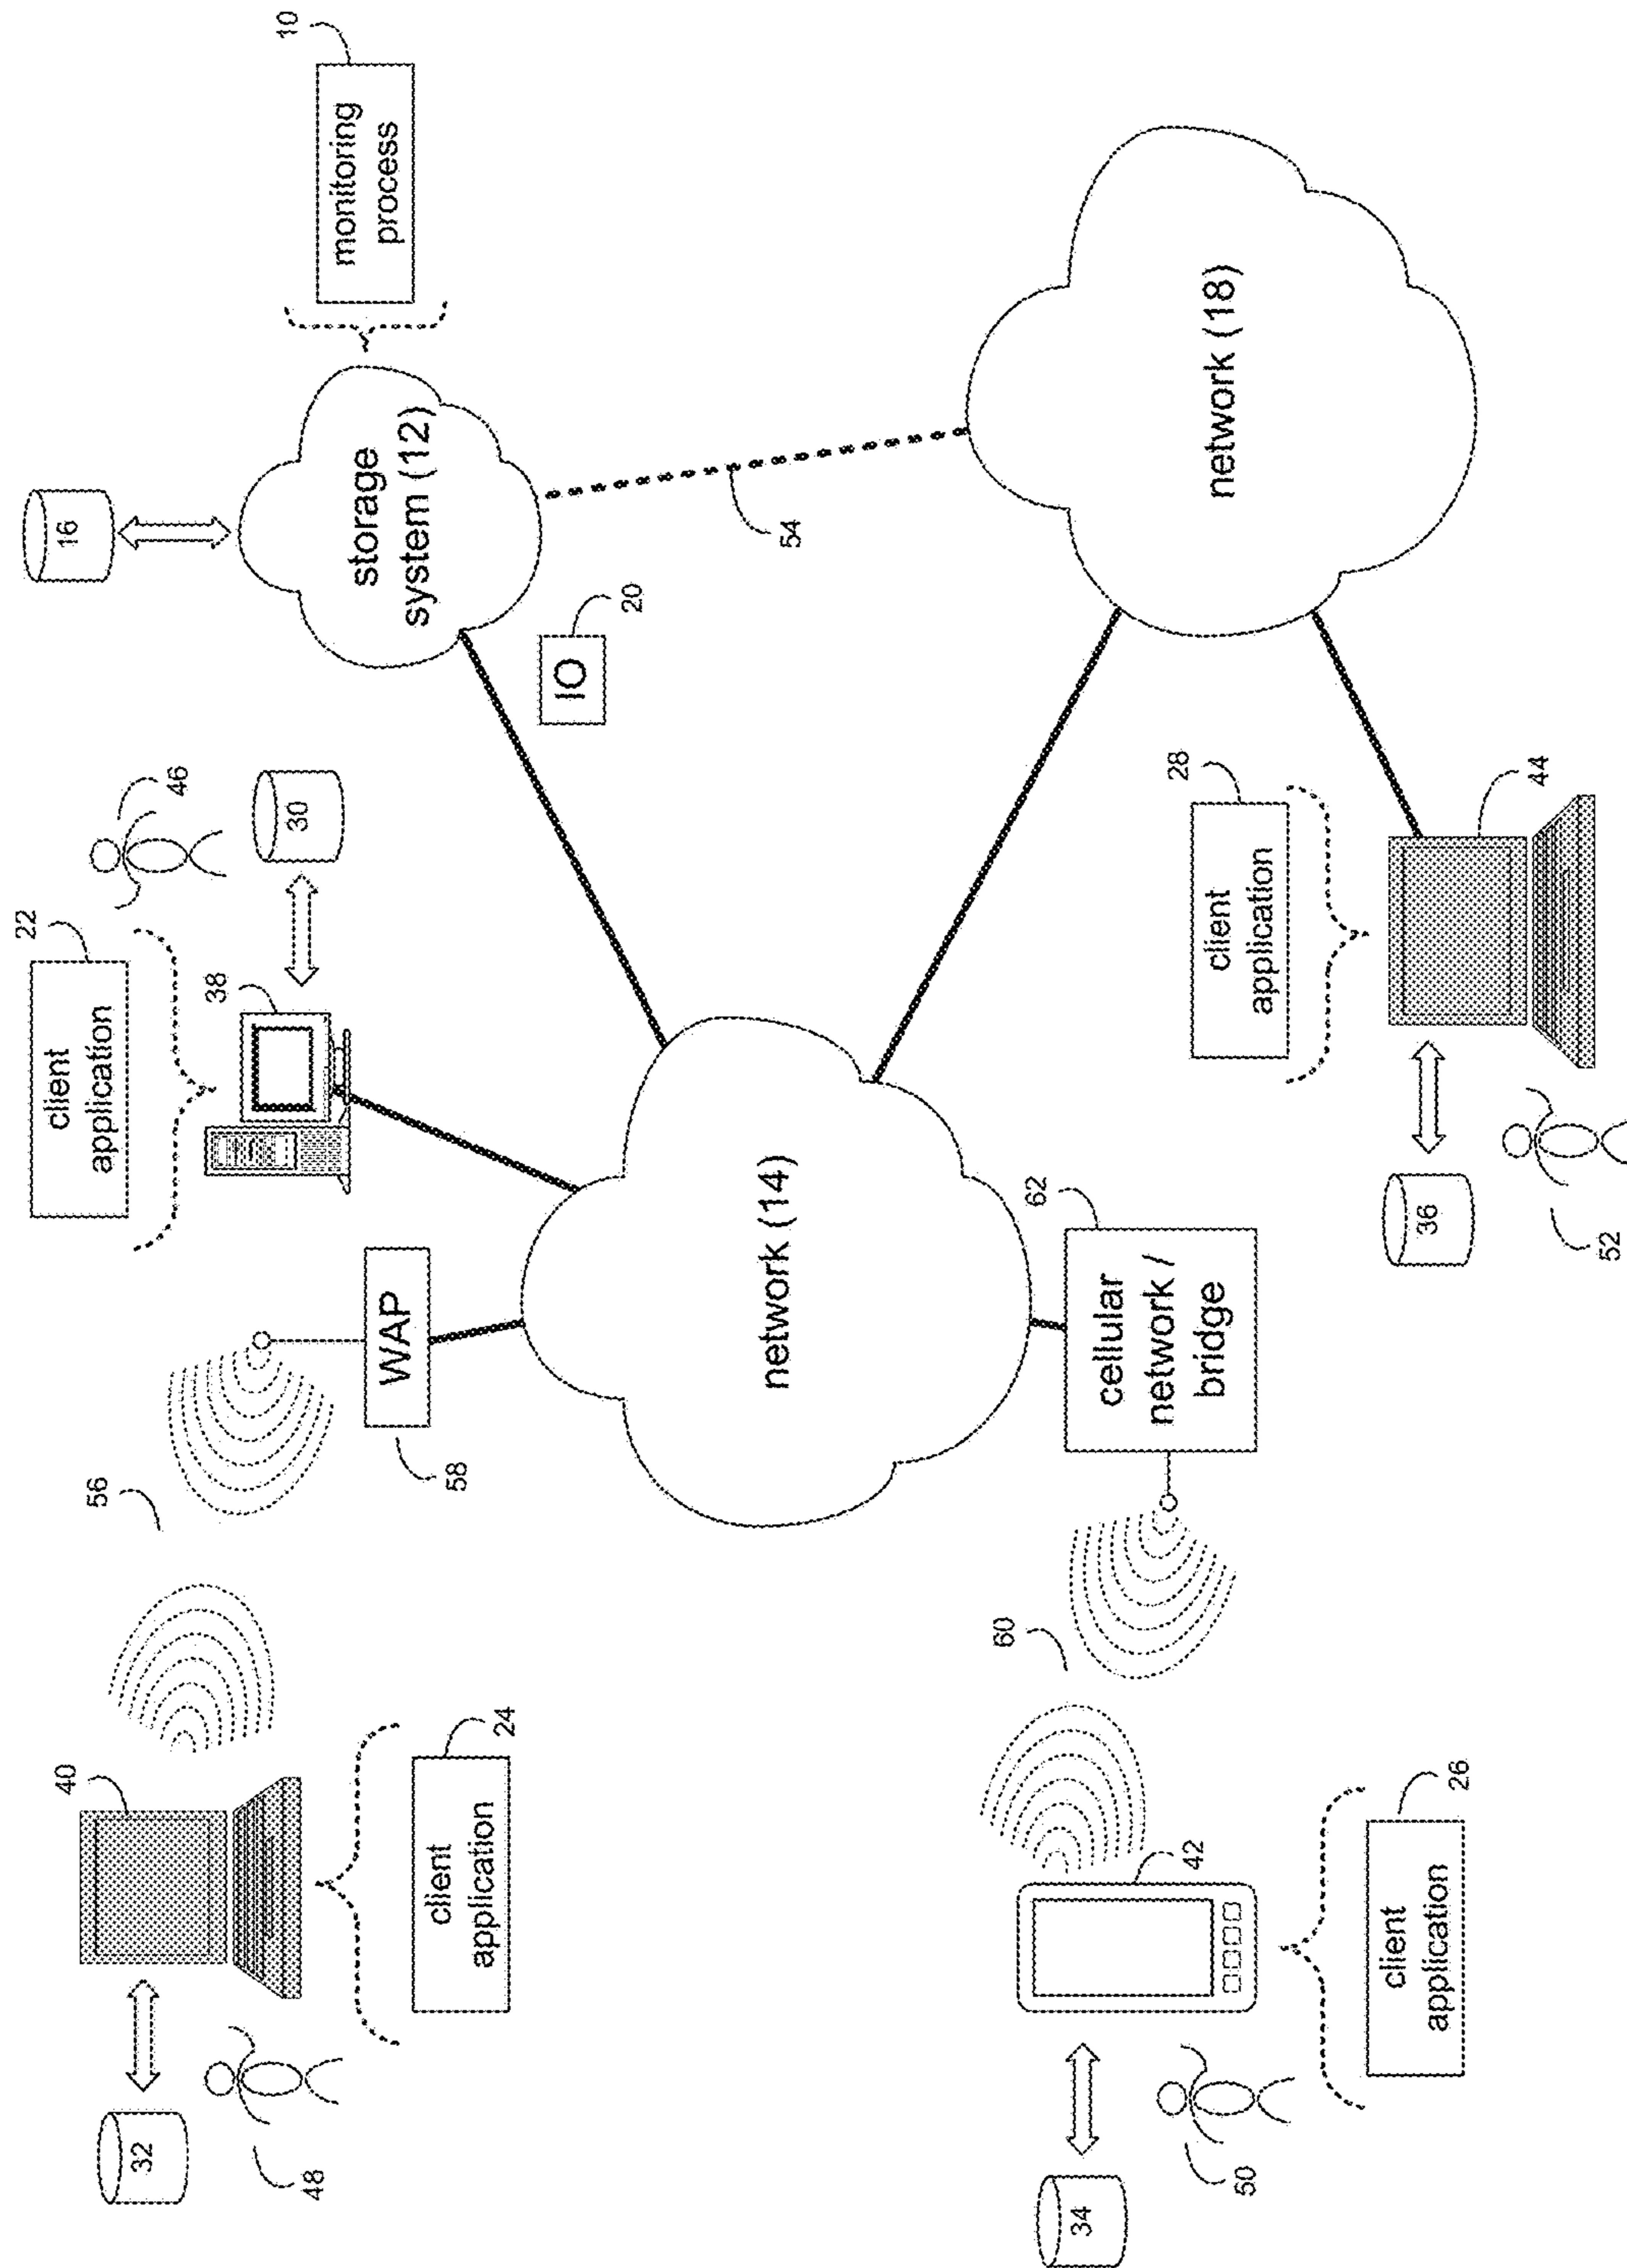 32
48
40
client
application
24
56
WAP
58
client
application
22
38
46
30
16
storage
system (12)
monitoring
process
10
IO
20
54
network (14)
34
50
42
client
application
26
60
cellular
network /
bridge
62
36
52
client
application
28
44
network (18)